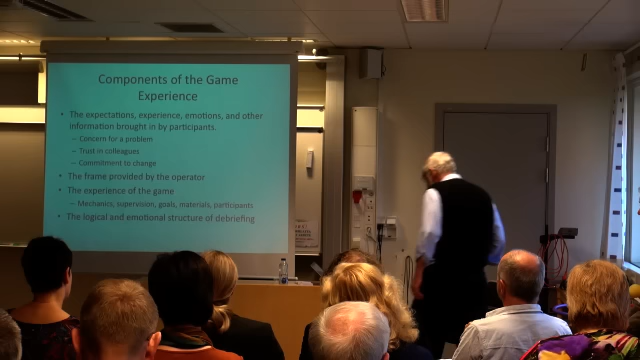 Components of the Game
Experience
• The expectations, experience, emotions, and other
information brought in by participants.
– Concern for a problem
– Trust in colleagues
– Commitment to change
• The frame provided by the operator
• The experience of the game
– Mechanics, supervision, goals, materials, participants
• The logical and emotional structure of debriefing